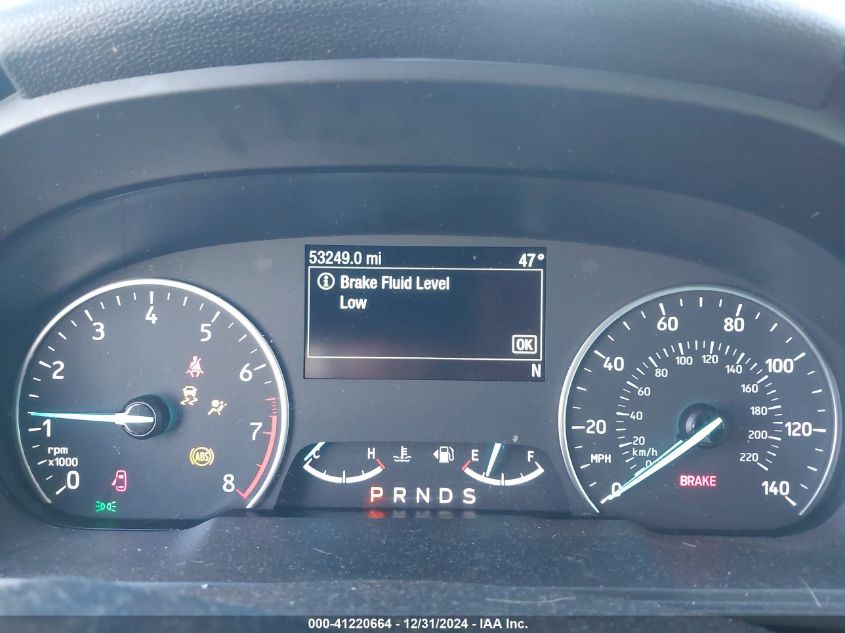 53249.0 mi 47°
Brake Fluid Level
Low
OK
N
0 1 2 3 4 5 6 7 8
rpm
x1000
ABS
C H E F
P R N D S
0 20 40 60 80 100 120 140
MPH
0 20 40 60 80 100 120 140 160 180 200 220
km/h
BRAKE
000-41220664 - 12/31/2024 - IAA Inc.